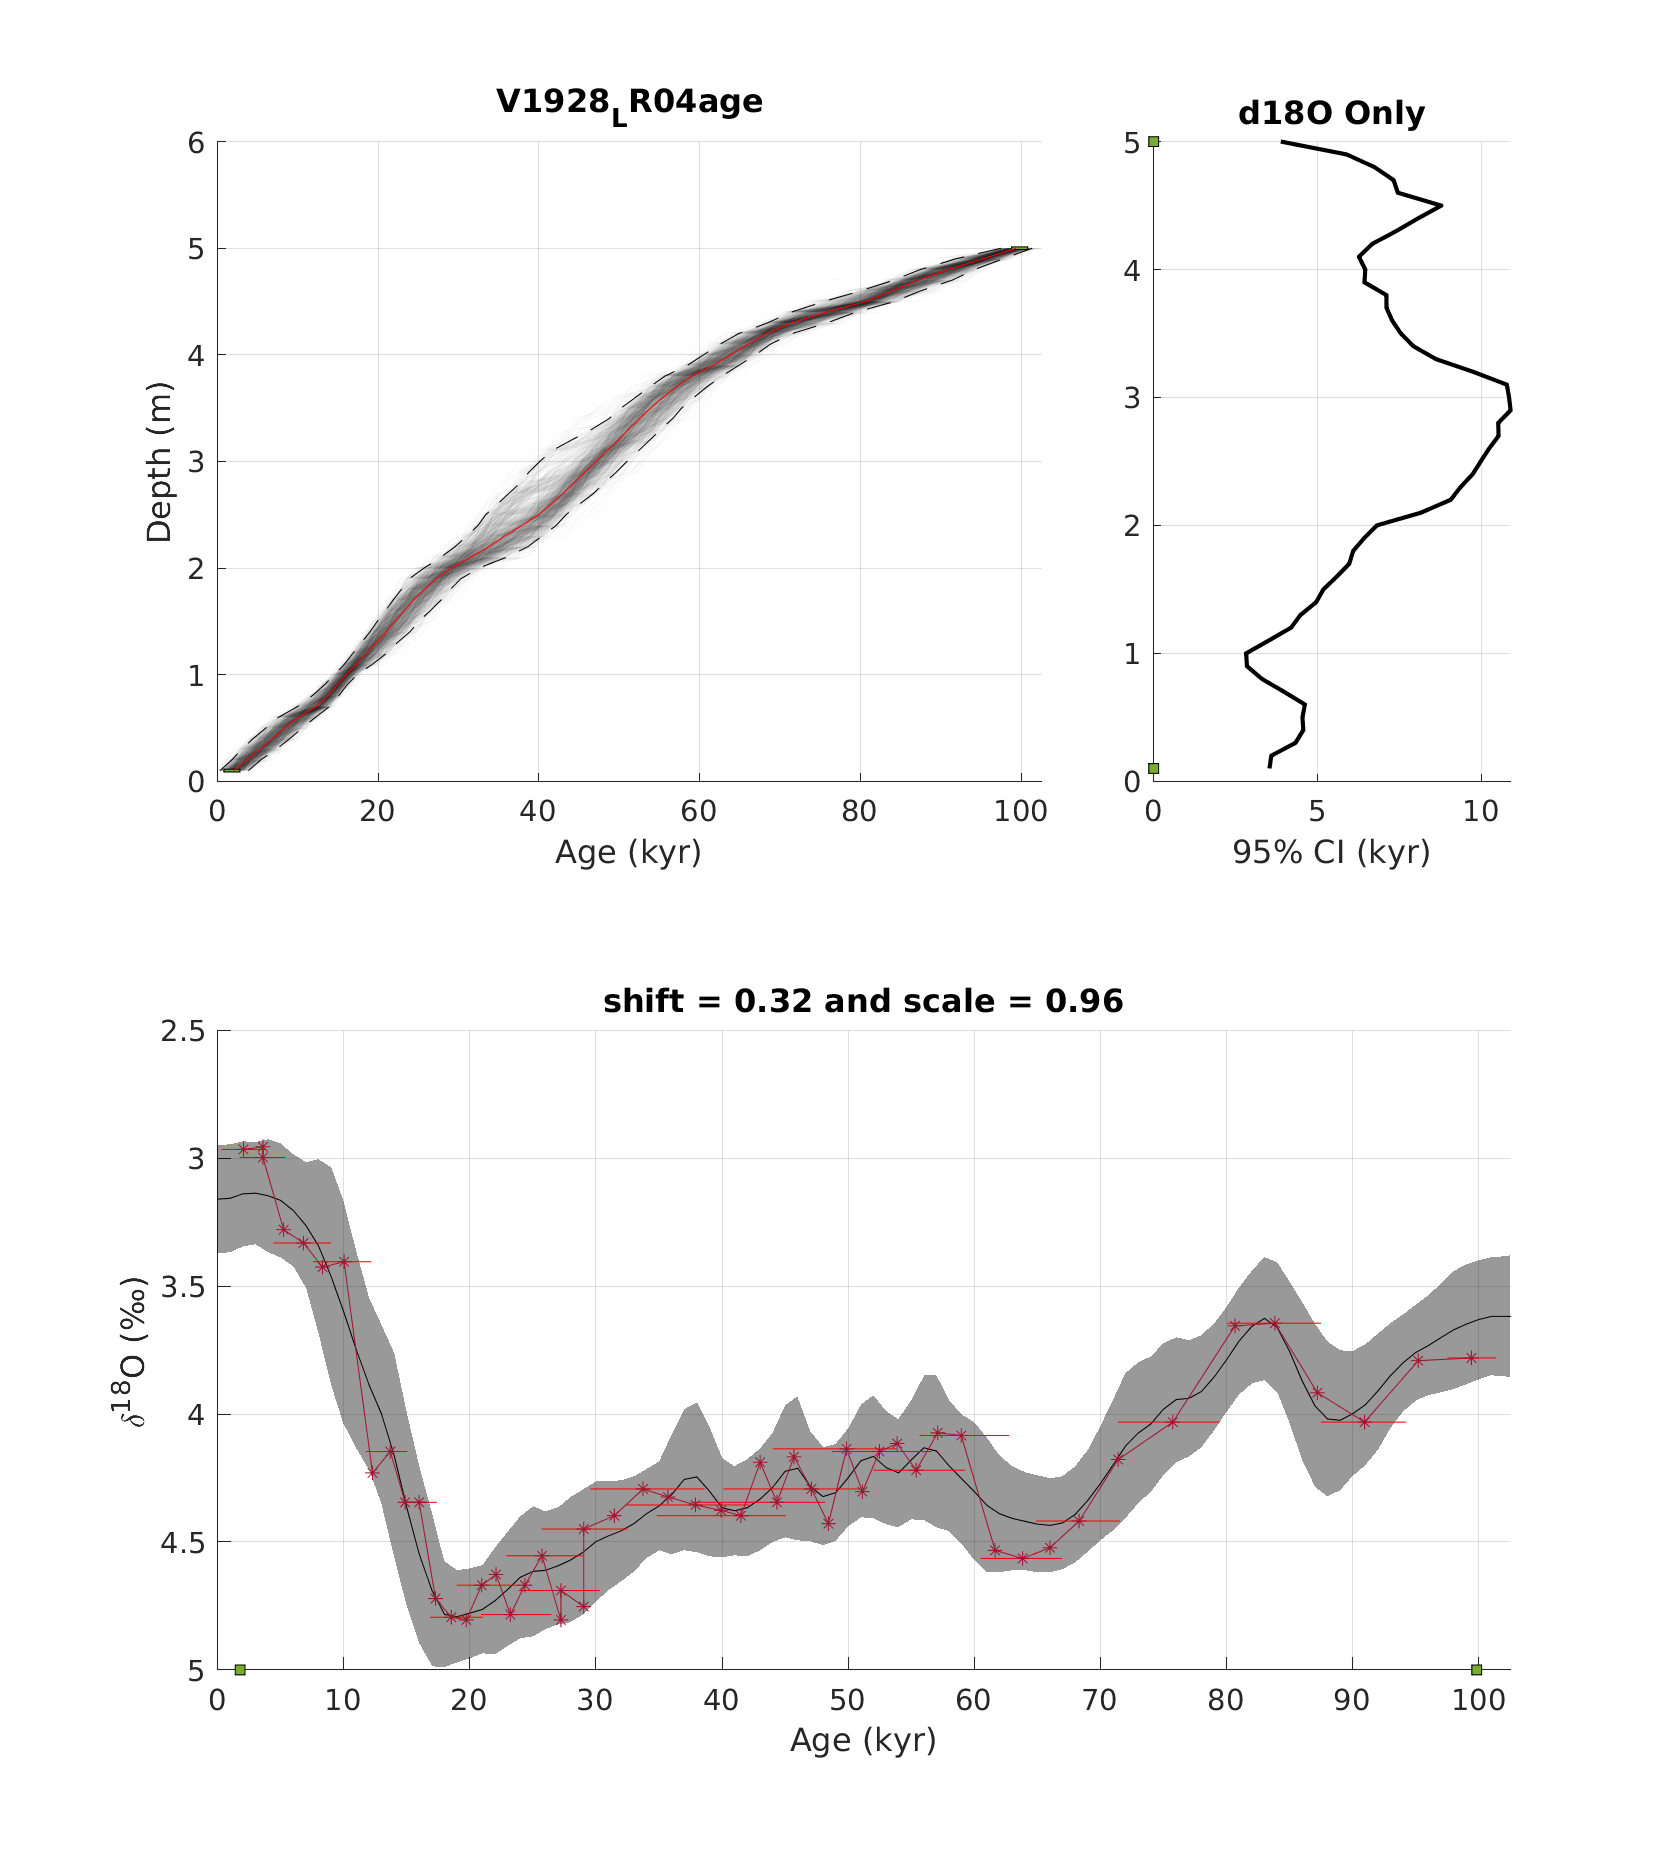 V1928LR04age
6
5
4
3
2
1
0
0 20 40 60 80 100
Depth (m)
Age (kyr)
d18O Only
5
4
3
2
1
0
0 5 10
95% CI (kyr)
shift = 0.32 and scale = 0.96
2.5
3
3.5
4
4.5
5
0 10 20 30 40 50 60 70 80 90 100
δ18O (‰)
Age (kyr)